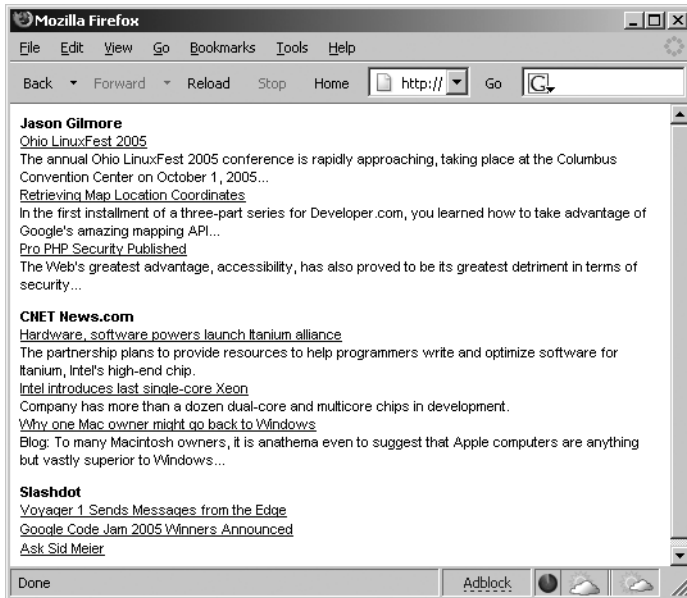 Mozilla Firefox
File Edit View Go Bookmarks Tools Help
Back Forward Reload Stop Home http:// Go G
Jason Gilmore
Ohio LinuxFest 2005
The annual Ohio LinuxFest 2005 conference is rapidly approaching, taking place at the Columbus
Convention Center on October 1, 2005...
Retrieving Map Location Coordinates
In the first installment of a three-part series for Developer.com, you learned how to take advantage of
Google's amazing mapping API...
Pro PHP Security Published
The Web's greatest advantage, accessibility, has also proved to be its greatest detriment in terms of
security...
CNET News.com
Hardware, software powers launch Itanium alliance
The partnership plans to provide resources to help programmers write and optimize software for
Itanium, Intel's high-end chip.
Intel introduces last single-core Xeon
Company has more than a dozen dual-core and multicore chips in development.
Why one Mac owner might go back to Windows
Blog: To many Macintosh owners, it is anathema even to suggest that Apple computers are anything
but vastly superior to Windows...
Slashdot
Voyager 1 Sends Messages from the Edge
Google Code Jam 2005 Winners Announced
Ask Sid Meier
Done Adblock